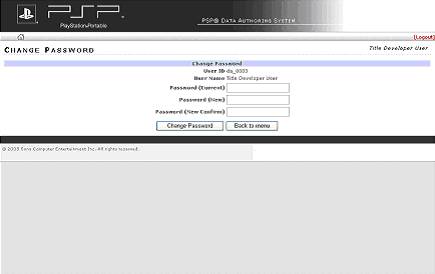 PSP
PlayStation Portable
PSP® DATA AUTHORING SYSTEM
[Logout]
CHANGE PASSWORD
Title Developer User
Change Password
User ID ds_0003
User Name Title Developer User
Password (Current)
Password (New)
Password (New Confirm)
Change Password
Back to menu
© 2005 Sony Computer Entertainment Inc. All rights reserved.